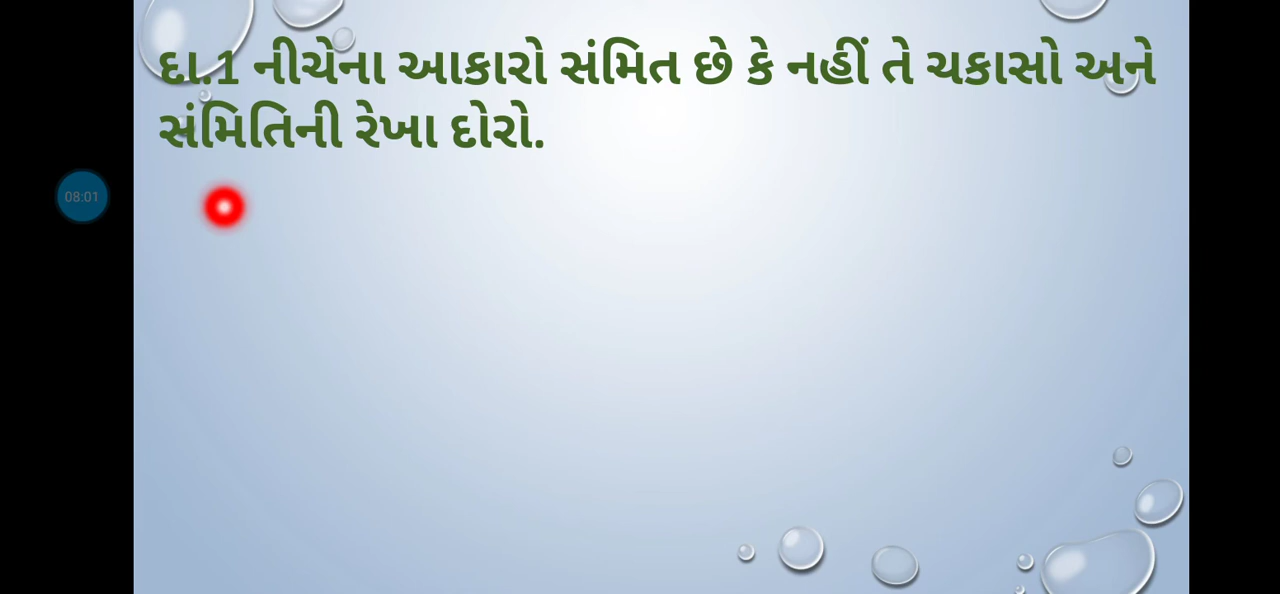 દા.1 નીચેના આકારો સંમિત છે કે નહીં તે ચકાસો અને
સંમિતિની રેખા દોરો.
08:01